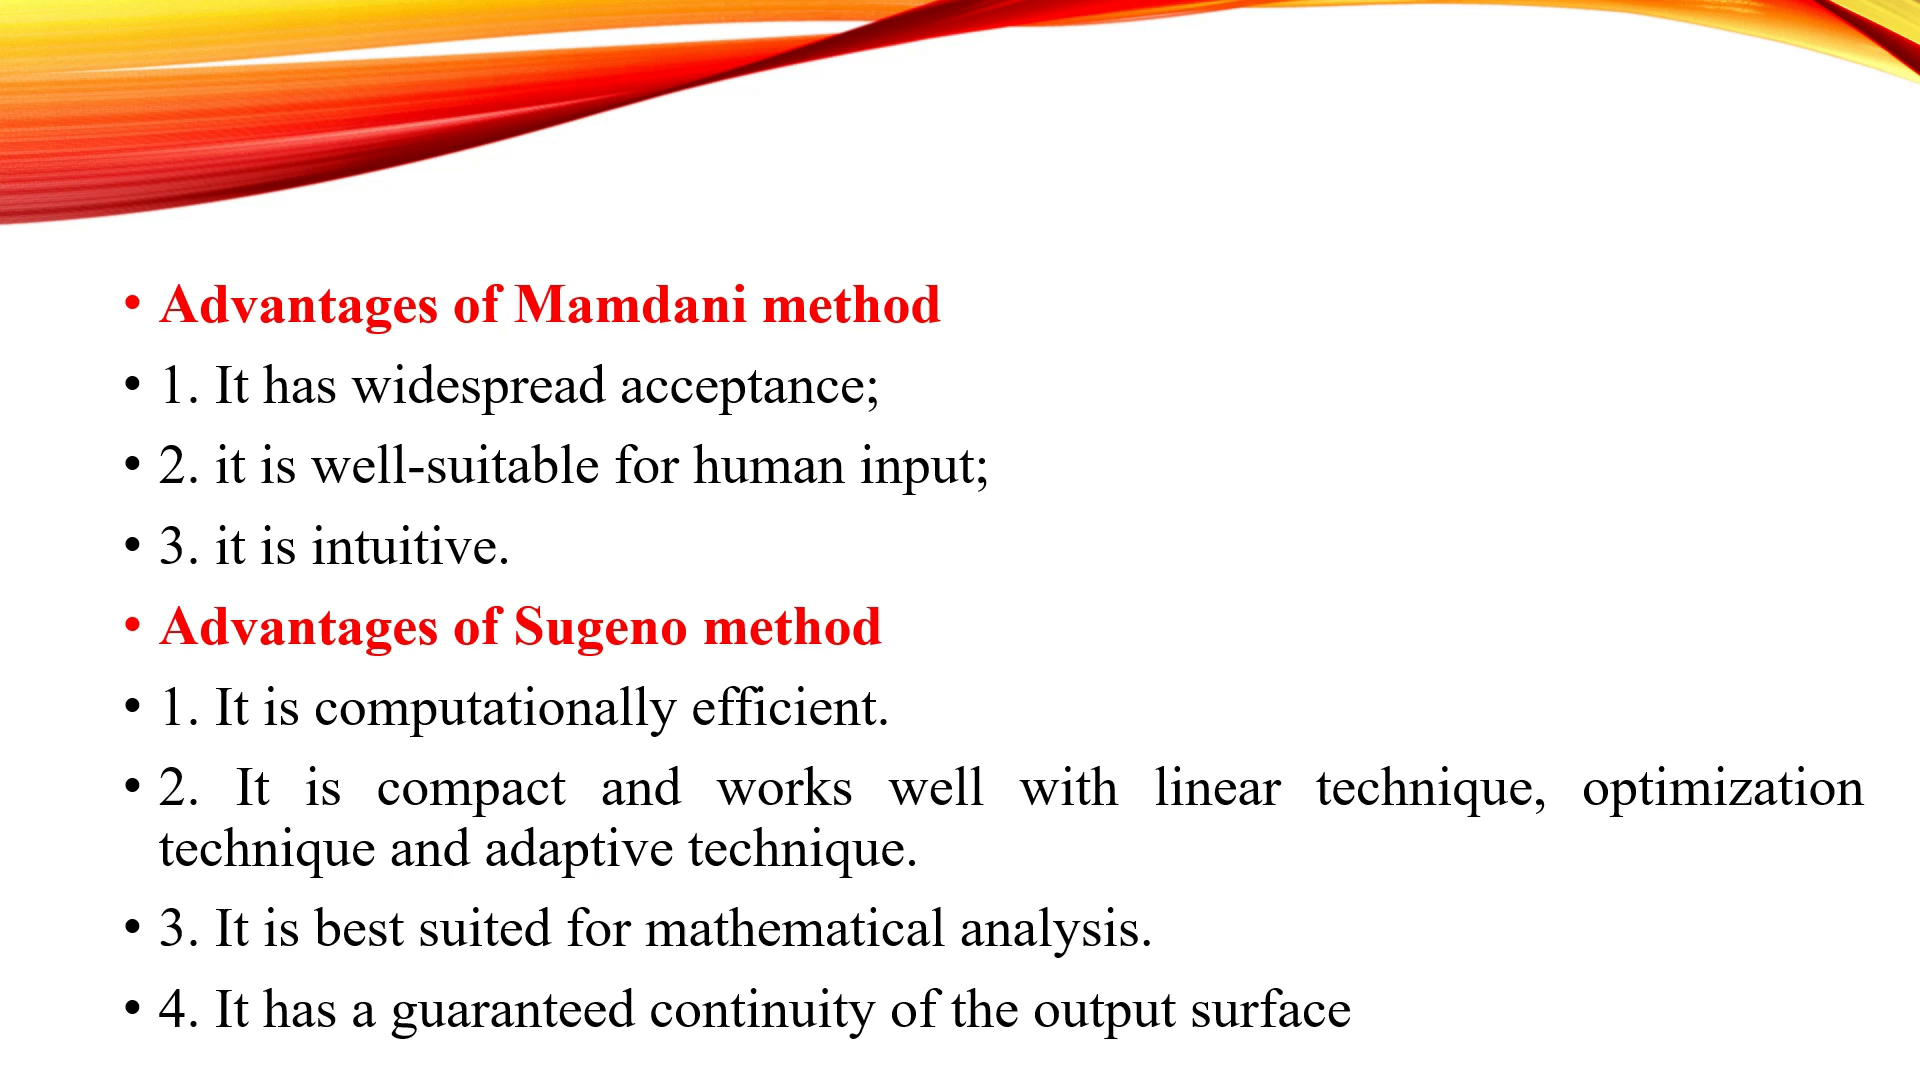 • Advantages of Mamdani method
• 1. It has widespread acceptance;
• 2. it is well-suitable for human input;
• 3. it is intuitive.
• Advantages of Sugeno method
• 1. It is computationally efficient.
• 2. It is compact and works well with linear technique, optimization
technique and adaptive technique.
• 3. It is best suited for mathematical analysis.
• 4. It has a guaranteed continuity of the output surface